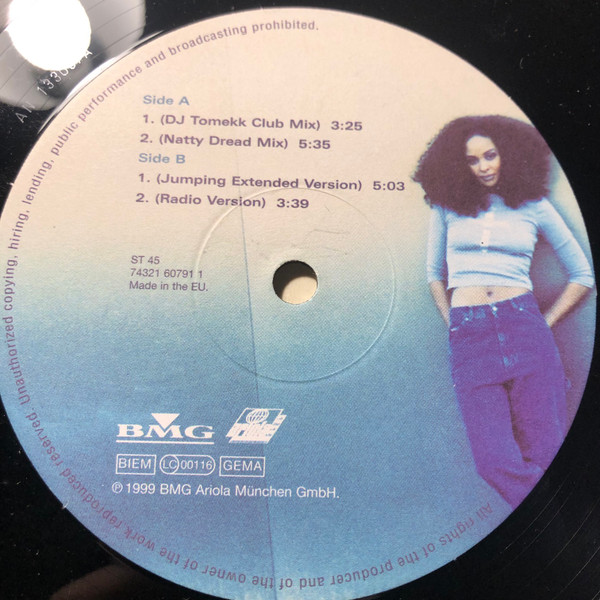 Side A
1. (DJ Tomekk Club Mix) 3:25
2. (Natty Dread Mix) 5:35
Side B
1. (Jumping Extended Version) 5:03
2. (Radio Version) 3:39
ST 45
74321 60791 1
Made in the EU.
BMG
BIEM LC 00116 GEMA
℗ 1999 BMG Ariola München GmbH.
All rights of the producer and of the owner of the work reproduced reserved. Unauthorized copying, hiring, lending, public performance and broadcasting prohibited.